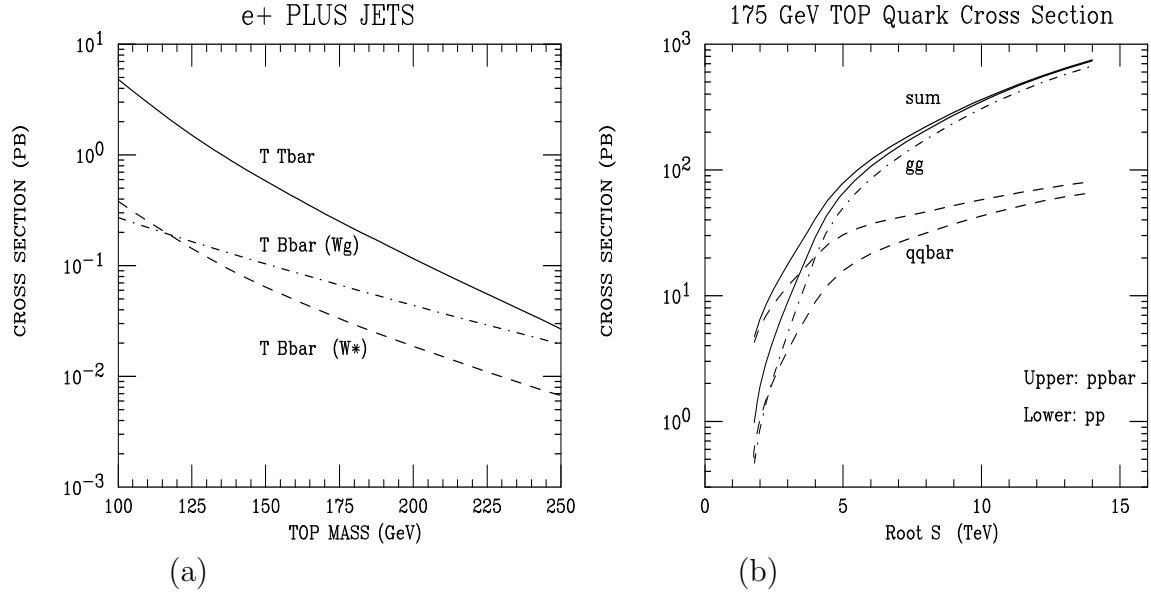 e+ PLUS JETS
CROSS SECTION (PB)
10^1
10^0
10^-1
10^-2
10^-3
T Tbar
T Bbar (Wg)
T Bbar (W*)
100 125 150 175 200 225 250
TOP MASS (GeV)
(a)
175 GeV TOP Quark Cross Section
CROSS SECTION (PB)
10^3
10^2
10^1
10^0
sum
gg
qqbar
Upper: ppbar
Lower: pp
0 5 10 15
Root S (TeV)
(b)